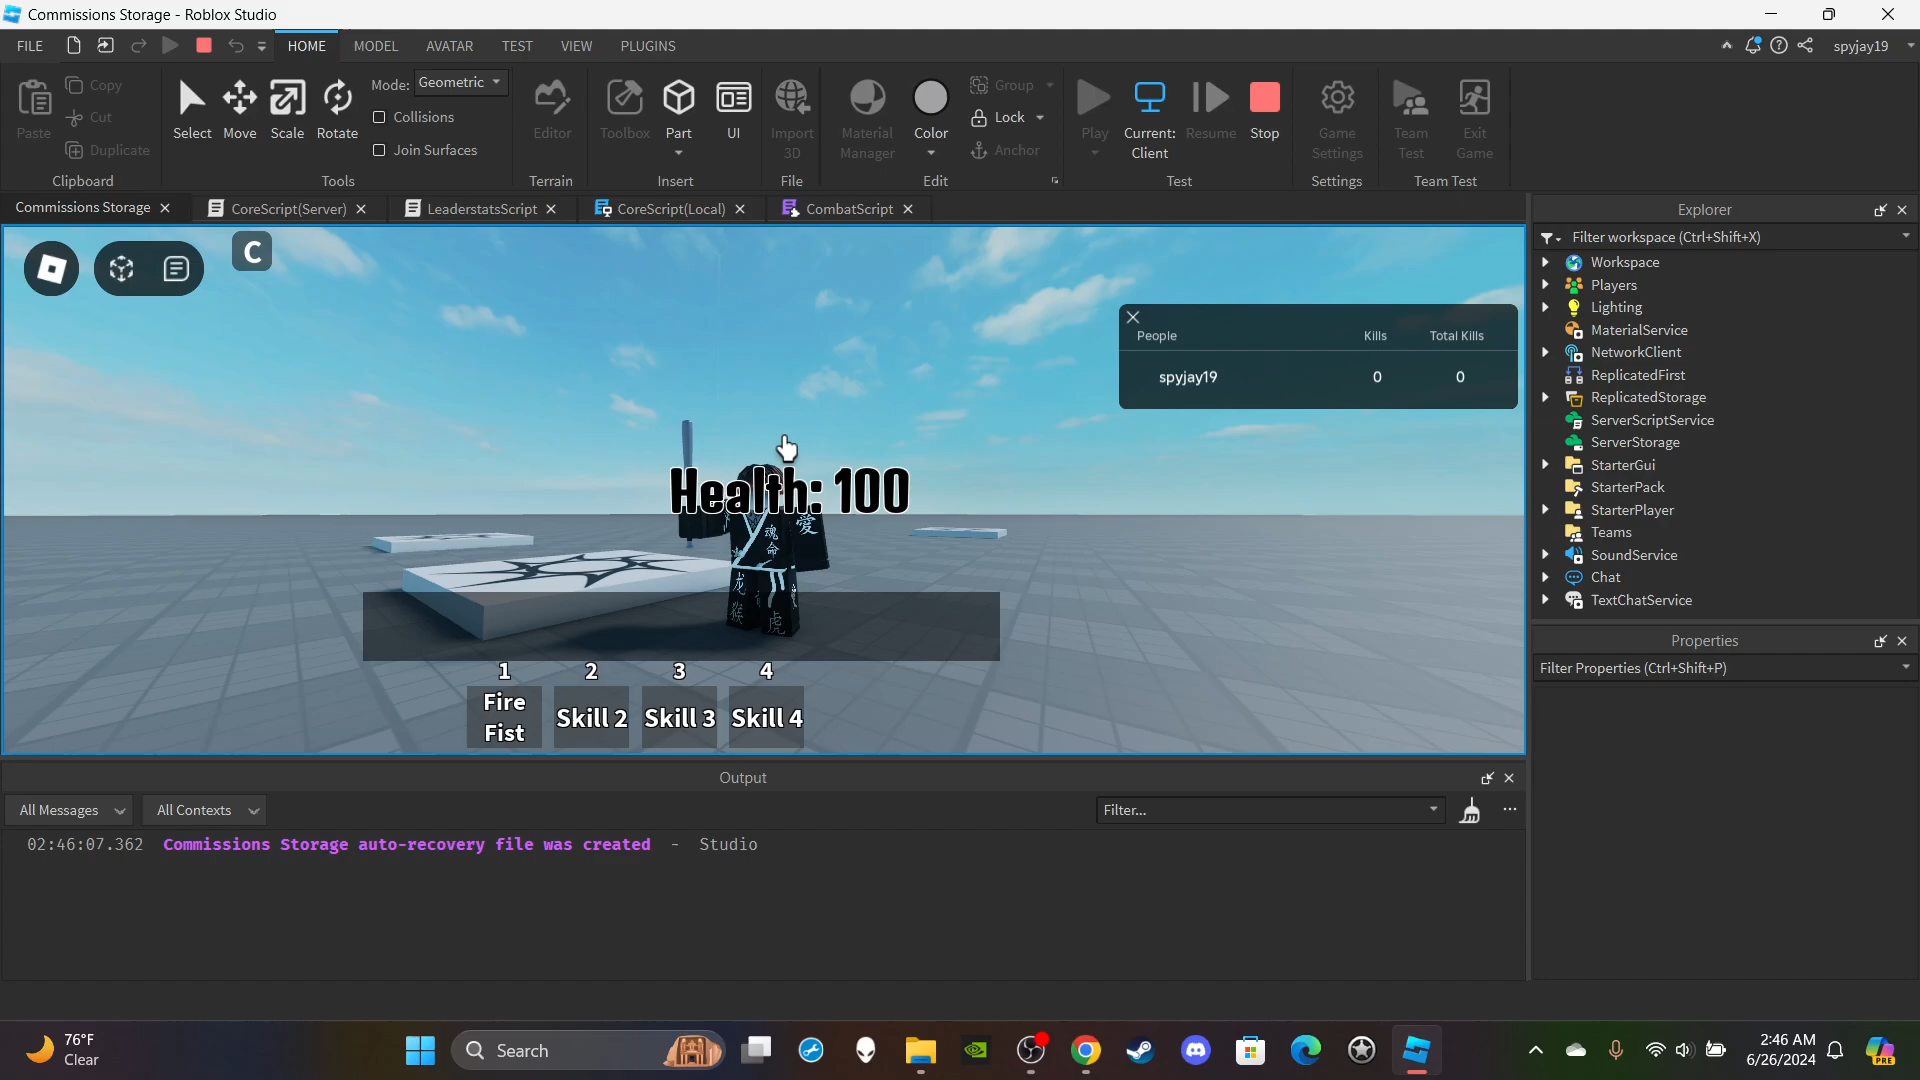 Commissions Storage - Roblox Studio
FILE HOME MODEL AVATAR TEST VIEW PLUGINS spyjay19
Paste Copy Cut Duplicate Clipboard
Select Move Scale Rotate Mode: Geometric Collisions Join Surfaces Tools
Editor Terrain
Toolbox Part UI Insert
Import 3D File
Material Manager Color Group Lock Anchor Edit
Play Current: Client Resume Stop Test
Game Settings Settings
Team Test Exit Game Team Test
Commissions Storage CoreScript(Server) LeaderstatsScript CoreScript(Local) CombatScript
C
People Kills Total Kills
spyjay19 0 0
Health: 100
愛
魂
命
龙
猴
虎
1 2 3 4
Fire Fist Skill 2 Skill 3 Skill 4
Explorer
Filter workspace (Ctrl+Shift+X)
Workspace
Players
Lighting
MaterialService
NetworkClient
ReplicatedFirst
ReplicatedStorage
ServerScriptService
ServerStorage
StarterGui
StarterPack
StarterPlayer
Teams
SoundService
Chat
TextChatService
Properties
Filter Properties (Ctrl+Shift+P)
Output
All Messages All Contexts Filter...
02:46:07.362 Commissions Storage auto-recovery file was created - Studio
76°F
Clear
Search
2:46 AM
6/26/2024
PRE